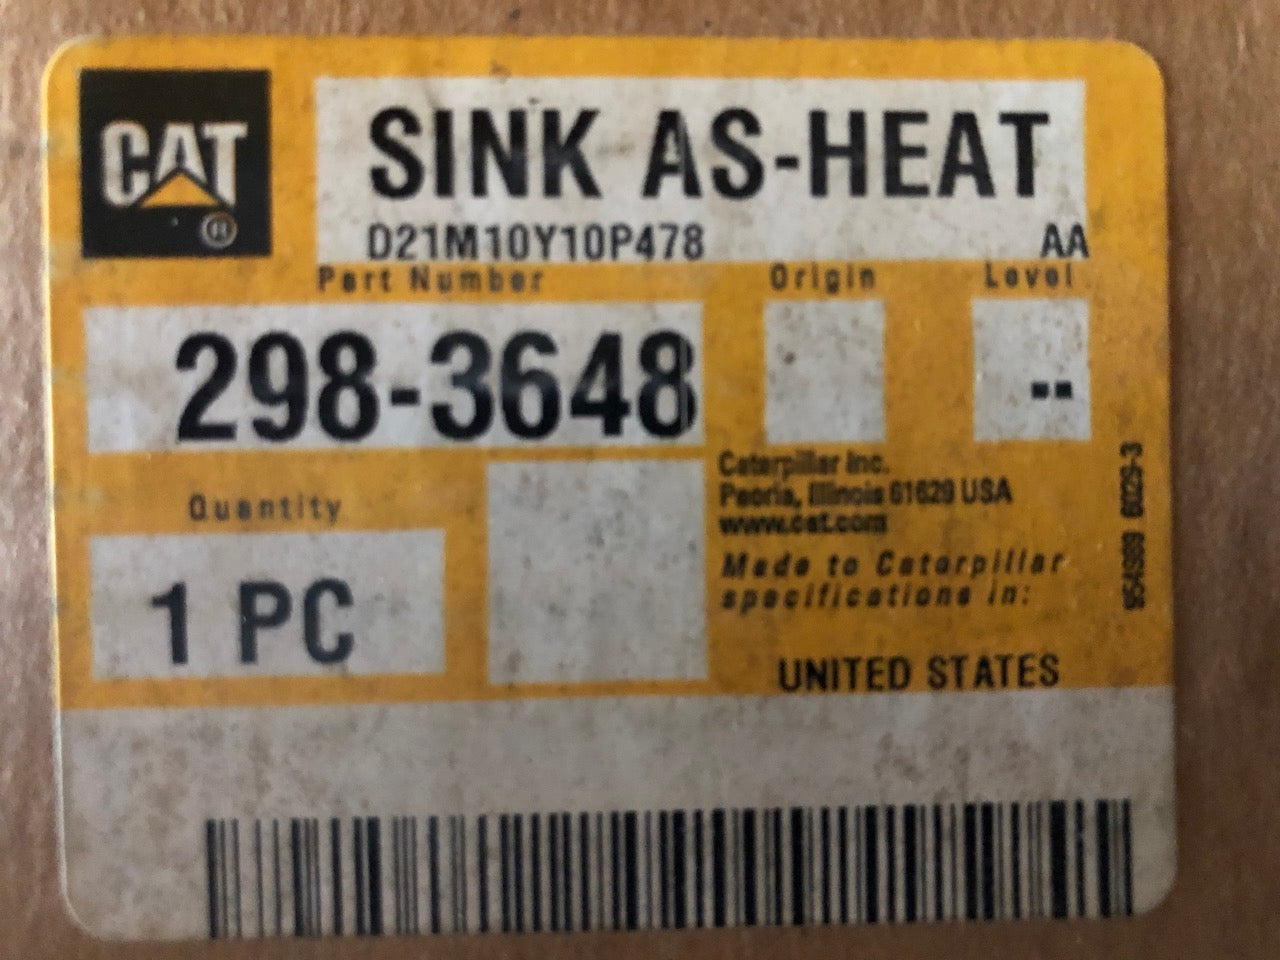 CAT
®
SINK AS-HEAT
D21M10Y10P478 AA
Part Number Origin Level
298-3648 --
Quantity
1 PC
Caterpillar Inc.
Peoria, Illinois 61629 USA
www.cat.com
Made to Caterpillar
specifications in:
UNITED STATES